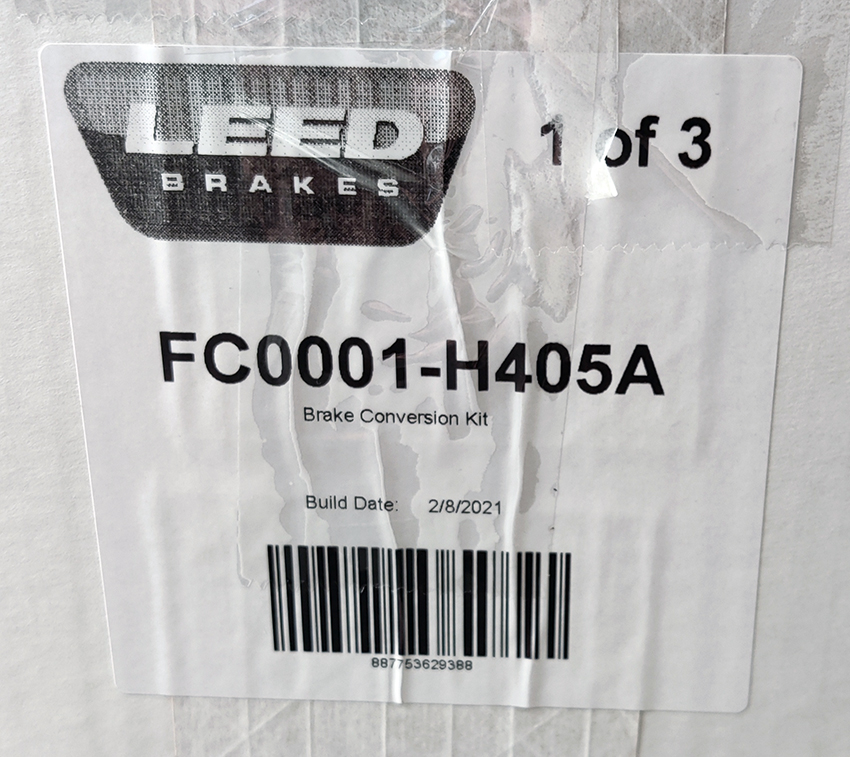 LEED
BRAKES
1 of 3
FC0001-H405A
Brake Conversion Kit
Build Date: 2/8/2021
887753629388